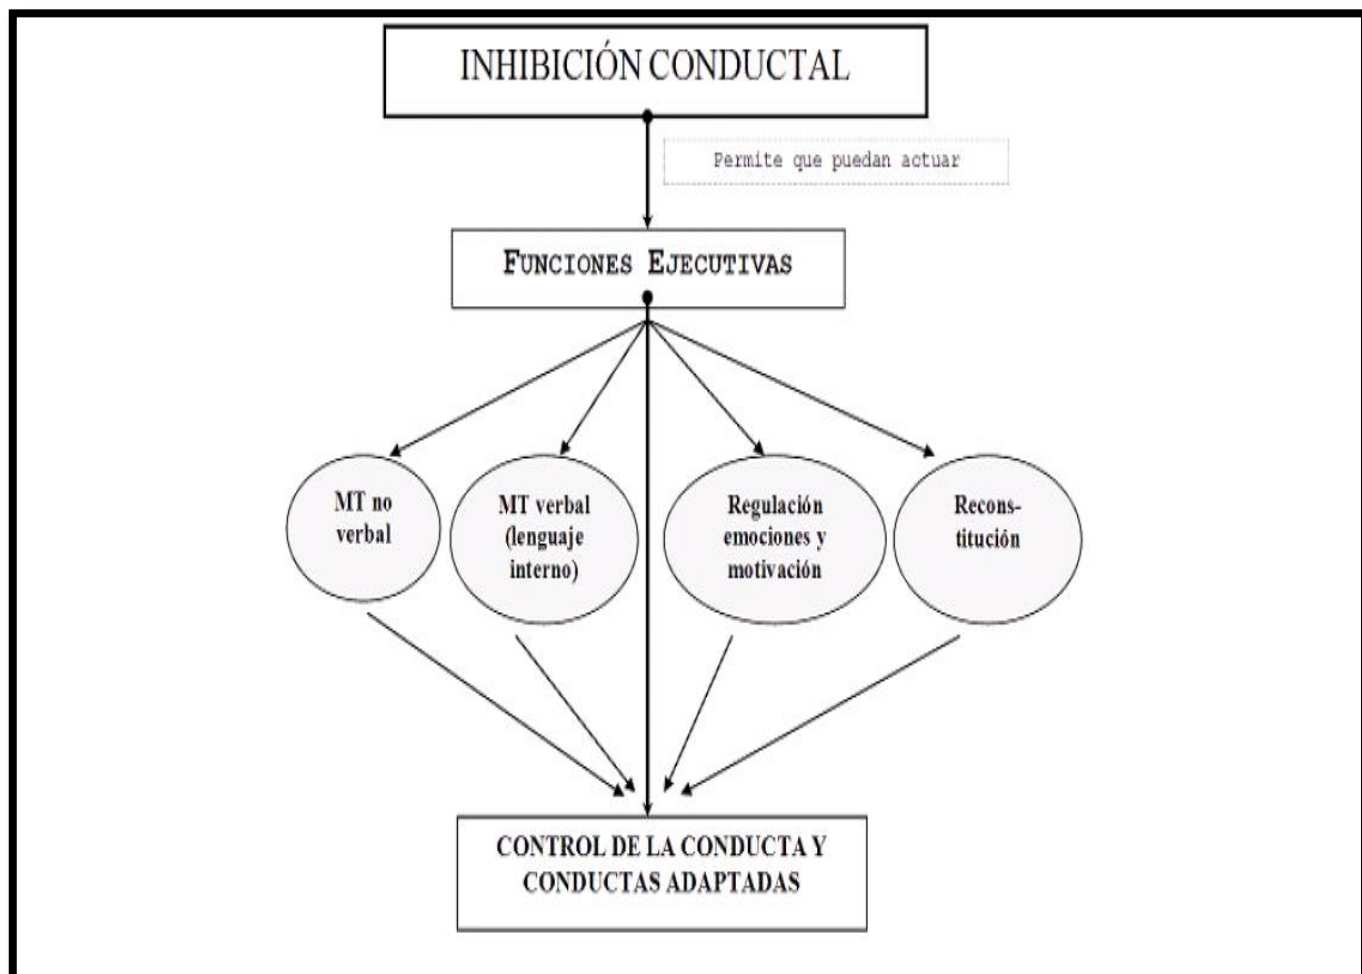 INHIBICIÓN CONDUCTAL
Permite que puedan actuar
FUNCIONES EJECUTIVAS
MT no
verbal
MT verbal
(lenguaje
interno)
Regulación
emociones y
motivación
Recons-
titución
CONTROL DE LA CONDUCTA Y
CONDUCTAS ADAPTADAS